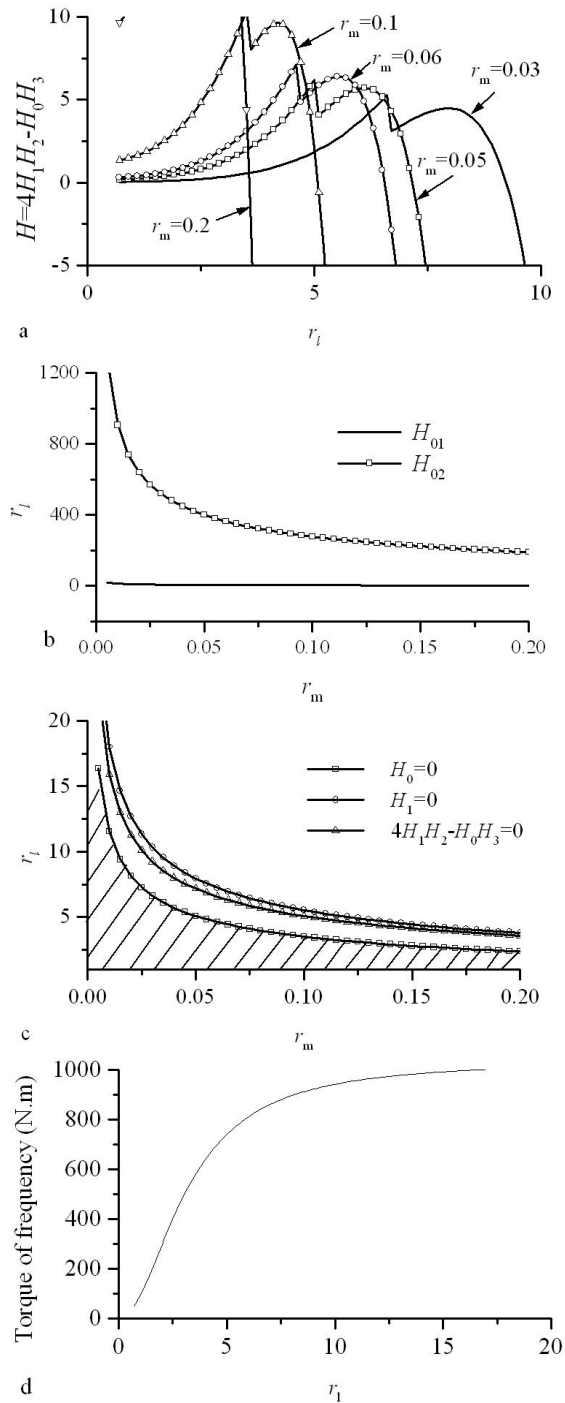 10
5
0
-5
H=4H₁H₂-H₀H₃
rₘ=0.1
rₘ=0.06
rₘ=0.03
rₘ=0.05
rₘ=0.2
0 5 10
a
rₗ
1200
800
400
0
rₗ
H₀₁
H₀₂
0.00 0.05 0.10 0.15 0.20
b
rₘ
20
15
10
5
rₗ
H₀=0
H₁=0
4H₁H₂-H₀H₃=0
0.00 0.05 0.10 0.15 0.20
c
rₘ
1000
800
600
400
200
0
Torque of frequency (N.m)
0 5 10 15 20
d
r₁